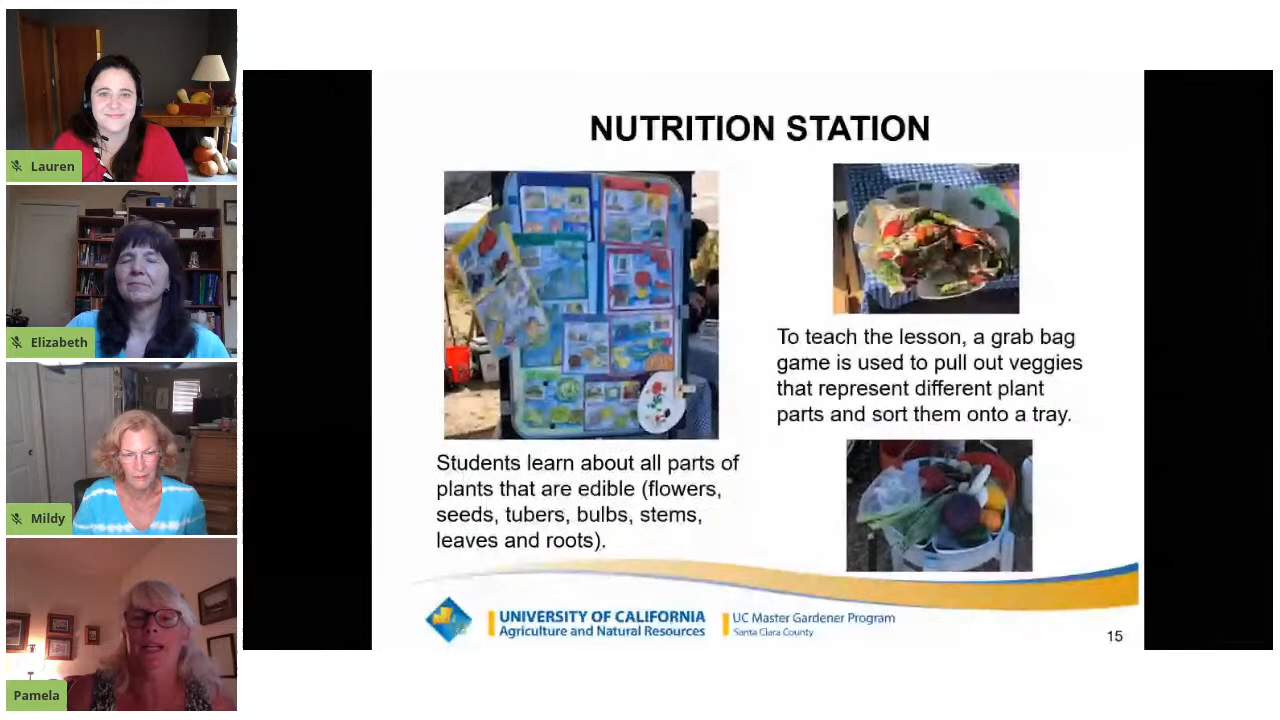 Lauren
Elizabeth
Mildy
Pamela
NUTRITION STATION
Students learn about all parts of
plants that are edible (flowers,
seeds, tubers, bulbs, stems,
leaves and roots).
To teach the lesson, a grab bag
game is used to pull out veggies
that represent different plant
parts and sort them onto a tray.
UNIVERSITY OF CALIFORNIA
Agriculture and Natural Resources
UC Master Gardener Program
Santa Clara County
15